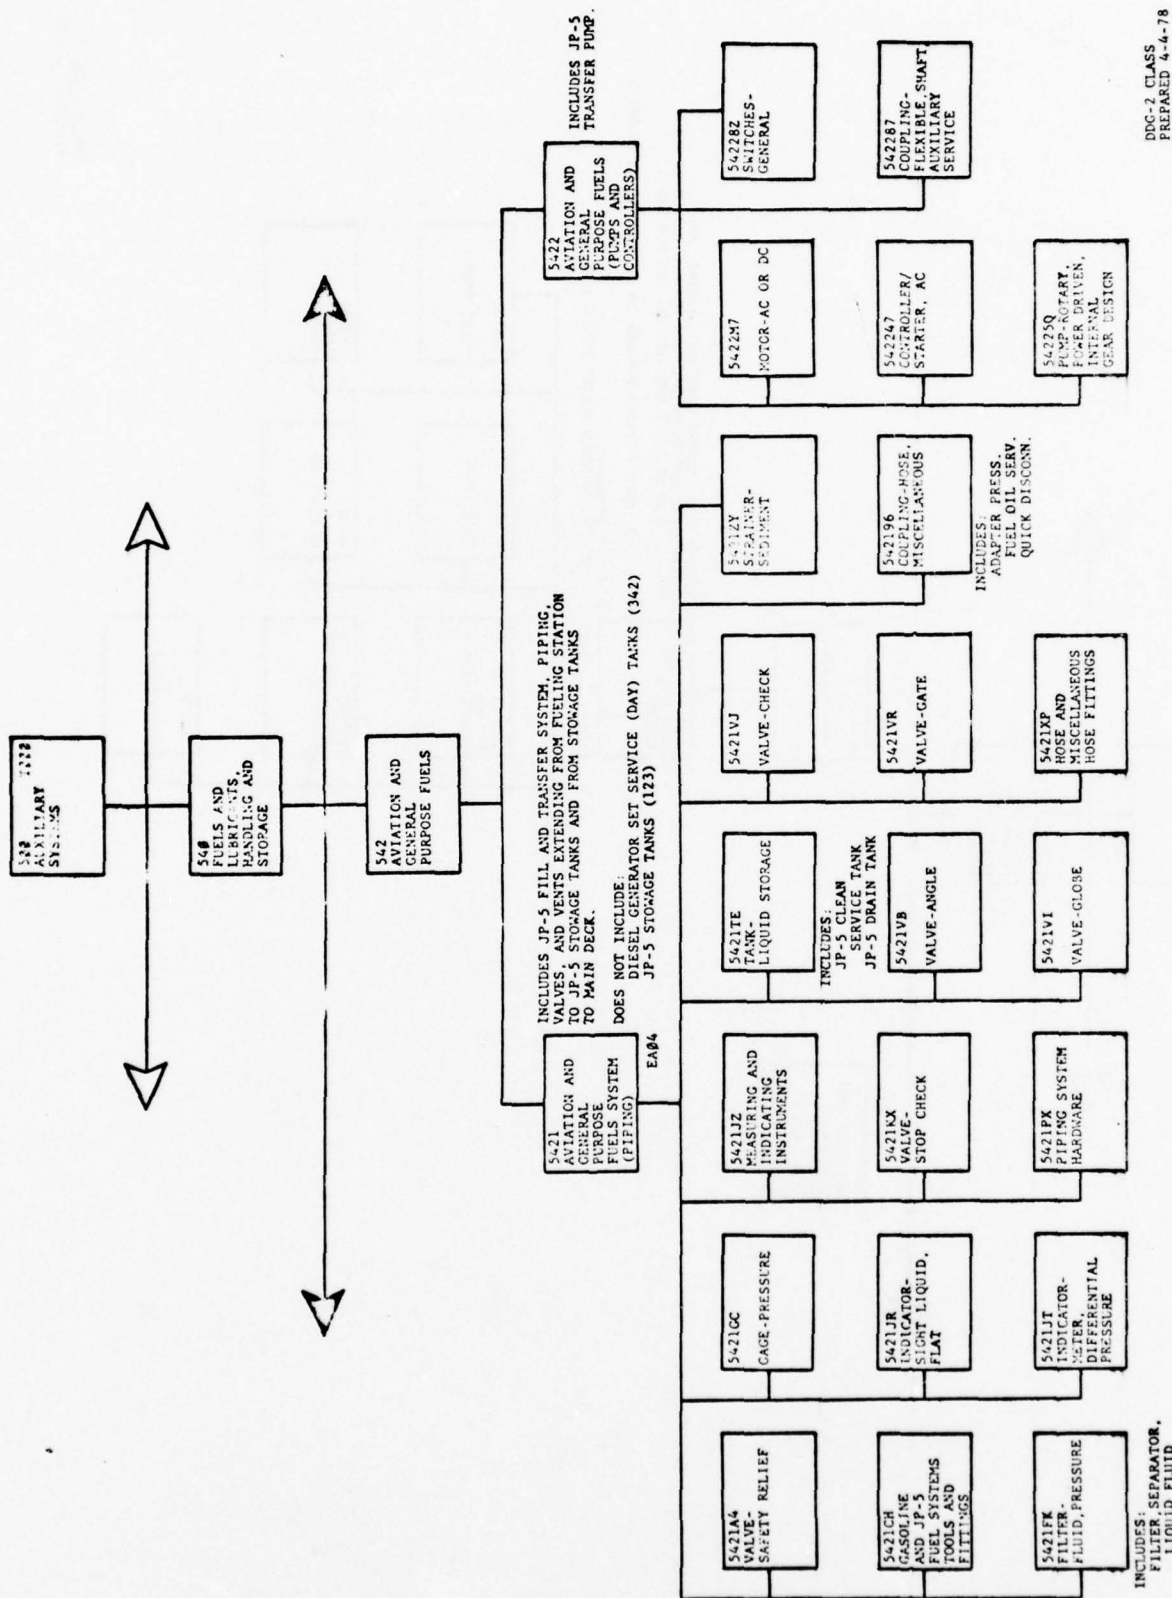 AUXILIARY
SYSTEMS
540
FUELS AND
LUBRICANTS,
HANDLING AND
STORAGE
542
AVIATION AND
GENERAL
PURPOSE FUELS
5421
AVIATION AND
GENERAL
PURPOSE
FUELS SYSTEM
(PIPING)
EA04
INCLUDES JP-5 FILL AND TRANSFER SYSTEM, PIPING,
VALVES, AND VENTS EXTENDING FROM FUELING STATION
TO JP-5 STOWAGE TANKS AND FROM STOWAGE TANKS
TO MAIN DECK.
DOES NOT INCLUDE:
DIESEL GENERATOR SET SERVICE (DAY) TANKS (342)
JP-5 STOWAGE TANKS (123)
5422
AVIATION AND
GENERAL
PURPOSE FUELS
(PUMPS AND
CONTROLLERS)
INCLUDES JP-5
TRANSFER PUMP.
5421A4
VALVE-
SAFETY RELIEF
5421CH
GASOLINE
AND JP-5
FUEL SYSTEMS
TOOLS AND
FITTINGS
5421FK
FILTER-
FLUID,PRESSURE
INCLUDES:
FILTER,SEPARATOR,
LIQUID FLUID
5421GC
GAGE-PRESSURE
5421JR
INDICATOR-
SIGHT LIQUID,
FLAT
5421JT
INDICATOR-
METER,
DIFFERENTIAL
PRESSURE
5421JZ
MEASURING AND
INDICATING
INSTRUMENTS
5421KX
VALVE-
STOP CHECK
5421PX
PIPING SYSTEM
HARDWARE
5421TE
TANK-
LIQUID STORAGE
INCLUDES:
JP-5 CLEAN
SERVICE TANK
JP-5 DRAIN TANK
5421VB
VALVE-ANGLE
5421VI
VALVE-GLOBE
5421VJ
VALVE-CHECK
5421VR
VALVE-GATE
5421XP
HOSE AND
MISCELLANEOUS
HOSE FITTINGS
5421ZY
STRAINER-
SEDIMENT
542196
COUPLING-HOSE,
MISCELLANEOUS
INCLUDES:
ADAPTER PRESS.
FUEL OIL SERV.
QUICK DISCONN.
5422M7
MOTOR-AC OR DC
542247
CONTROLLER/
STARTER, AC
54225Q
PUMP-ROTARY,
POWER DRIVEN,
INTERNAL
GEAR DESIGN
54228Z
SWITCHES-
GENERAL
542287
COUPLING-
FLEXIBLE,SHAFT,
AUXILIARY
SERVICE
DDG-2 CLASS
PREPARED 4-4-78